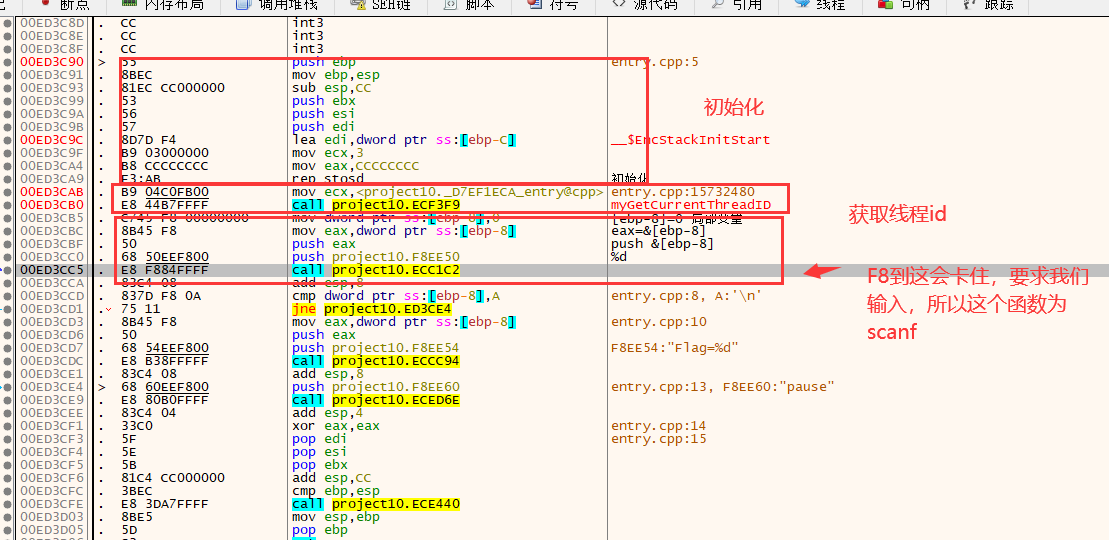 断点 内存布局 调用堆栈 SEH链 脚本 符号 源代码 引用 线程 句柄 跟踪
00ED3C8D . CC int3
00ED3C8E . CC int3
00ED3C8F . CC int3
00ED3C90 > 55 push ebp entry.cpp:5
00ED3C91 . 8BEC mov ebp,esp
00ED3C93 . 81EC CC000000 sub esp,CC
00ED3C99 . 53 push ebx 初始化
00ED3C9A . 56 push esi
00ED3C9B . 57 push edi
00ED3C9C . 8D7D F4 lea edi,dword ptr ss:[ebp-C] __$EncStackInitStart
00ED3C9F . B9 03000000 mov ecx,3
00ED3CA4 . B8 CCCCCCCC mov eax,CCCCCCCC
00ED3CA9 . F3:AB rep stosd 初始化
00ED3CAB . B9 04C0FB00 mov ecx,<project10._D7EF1ECA_entry@cpp> entry.cpp:15732480
00ED3CB0 . E8 44B7FFFF call project10.ECF3F9 myGetCurrentThreadID
00ED3CB5 . C745 F8 00000000 mov dword ptr ss:[ebp-8],0 [ebp-8]=0 局部变量 获取线程id
00ED3CBC . 8B45 F8 mov eax,dword ptr ss:[ebp-8] eax=&[ebp-8]
00ED3CBF . 50 push eax push &[ebp-8]
00ED3CC0 . 68 50EEF800 push project10.F8EE50 %d
00ED3CC5 . E8 F884FFFF call project10.ECC1C2
F8到这会卡住，要求我们
输入，所以这个函数为
scanf
00ED3CCA . 83C4 08 add esp,8
00ED3CCD . 837D F8 0A cmp dword ptr ss:[ebp-8],A entry.cpp:8, A:'\n'
00ED3CD1 . 75 11 jne project10.ED3CE4
00ED3CD3 . 8B45 F8 mov eax,dword ptr ss:[ebp-8] entry.cpp:10
00ED3CD6 . 50 push eax
00ED3CD7 . 68 54EEF800 push project10.F8EE54 F8EE54:"Flag=%d"
00ED3CDC . E8 B38FFFFF call project10.ECCC94
00ED3CE1 . 83C4 08 add esp,8
00ED3CE4 > 68 60EEF800 push project10.F8EE60 entry.cpp:13, F8EE60:"pause"
00ED3CE9 . E8 80B0FFFF call project10.ECED6E
00ED3CEE . 83C4 04 add esp,4
00ED3CF1 . 33C0 xor eax,eax entry.cpp:14
00ED3CF3 . 5F pop edi entry.cpp:15
00ED3CF4 . 5E pop esi
00ED3CF5 . 5B pop ebx
00ED3CF6 . 81C4 CC000000 add esp,CC
00ED3CFC . 3BEC cmp ebp,esp
00ED3CFE . E8 3DA7FFFF call project10.ECE440
00ED3D03 . 8BE5 mov esp,ebp
00ED3D05 . 5D pop ebp